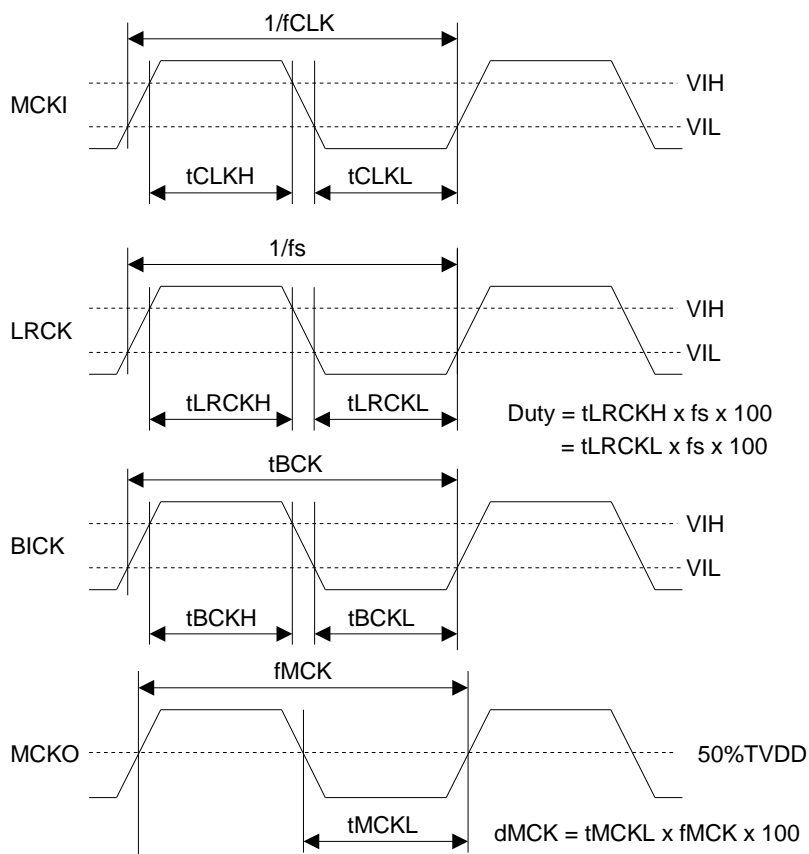 1/fCLK
MCKI
VIH
VIL
tCLKH
tCLKL
1/fs
LRCK
VIH
VIL
tLRCKH
tLRCKL
Duty = tLRCKH x fs x 100
= tLRCKL x fs x 100
tBCK
BICK
VIH
VIL
tBCKH
tBCKL
fMCK
MCKO
50%TVDD
tMCKL
dMCK = tMCKL x fMCK x 100